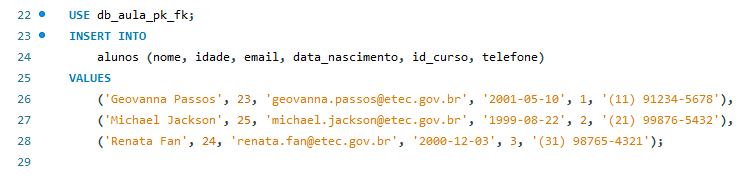 22 USE db_aula_pk_fk;
23 INSERT INTO
24 alunos (nome, idade, email, data_nascimento, id_curso, telefone)
25 VALUES
26 ('Geovanna Passos', 23, 'geovanna.passos@etec.gov.br', '2001-05-10', 1, '(11) 91234-5678'),
27 ('Michael Jackson', 25, 'michael.jackson@etec.gov.br', '1999-08-22', 2, '(21) 99876-5432'),
28 ('Renata Fan', 24, 'renata.fan@etec.gov.br', '2000-12-03', 3, '(31) 98765-4321');
29